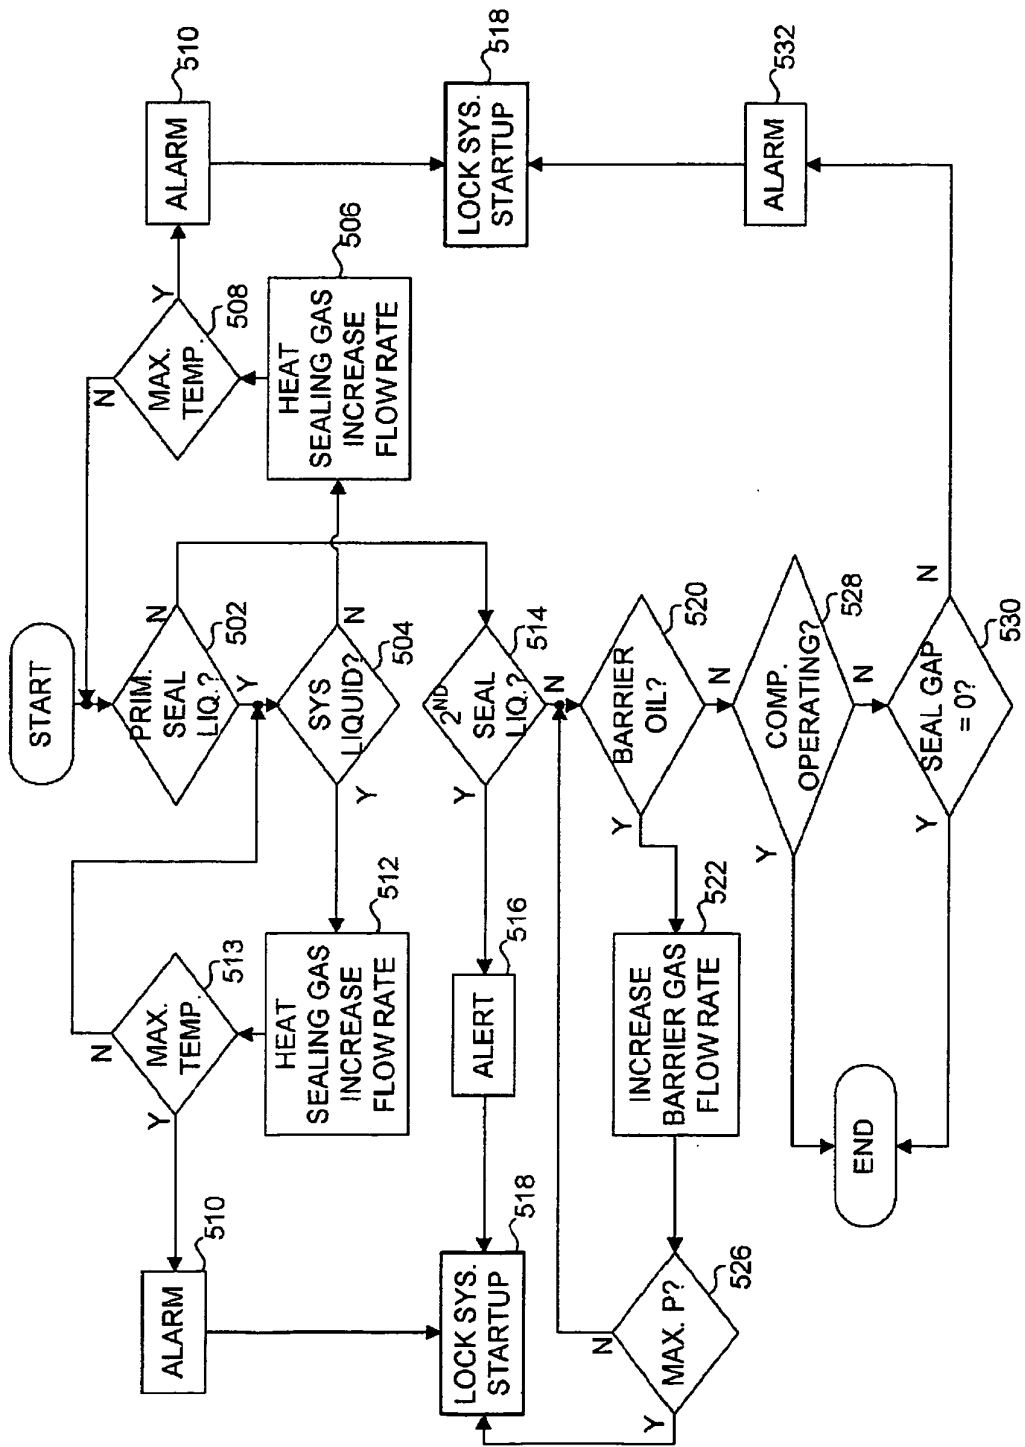 START
PRIM.
SEAL
LIQ.?
502
N
Y
SYS
LIQUID?
504
N
Y
HEAT
SEALING GAS
INCREASE
FLOW RATE
506
MAX.
TEMP.
508
N
Y
ALARM
510
LOCK SYS.
STARTUP
518
HEAT
SEALING GAS
INCREASE
FLOW RATE
512
MAX.
TEMP.
513
N
Y
ALARM
510
2ND
SEAL
LIQ.?
514
Y
N
ALERT
516
LOCK SYS.
STARTUP
518
BARRIER
OIL?
520
Y
N
INCREASE
BARRIER GAS
FLOW RATE
522
MAX. P?
526
N
Y
COMP.
OPERATING?
528
Y
N
SEAL GAP
= 0?
530
Y
N
ALARM
532
END